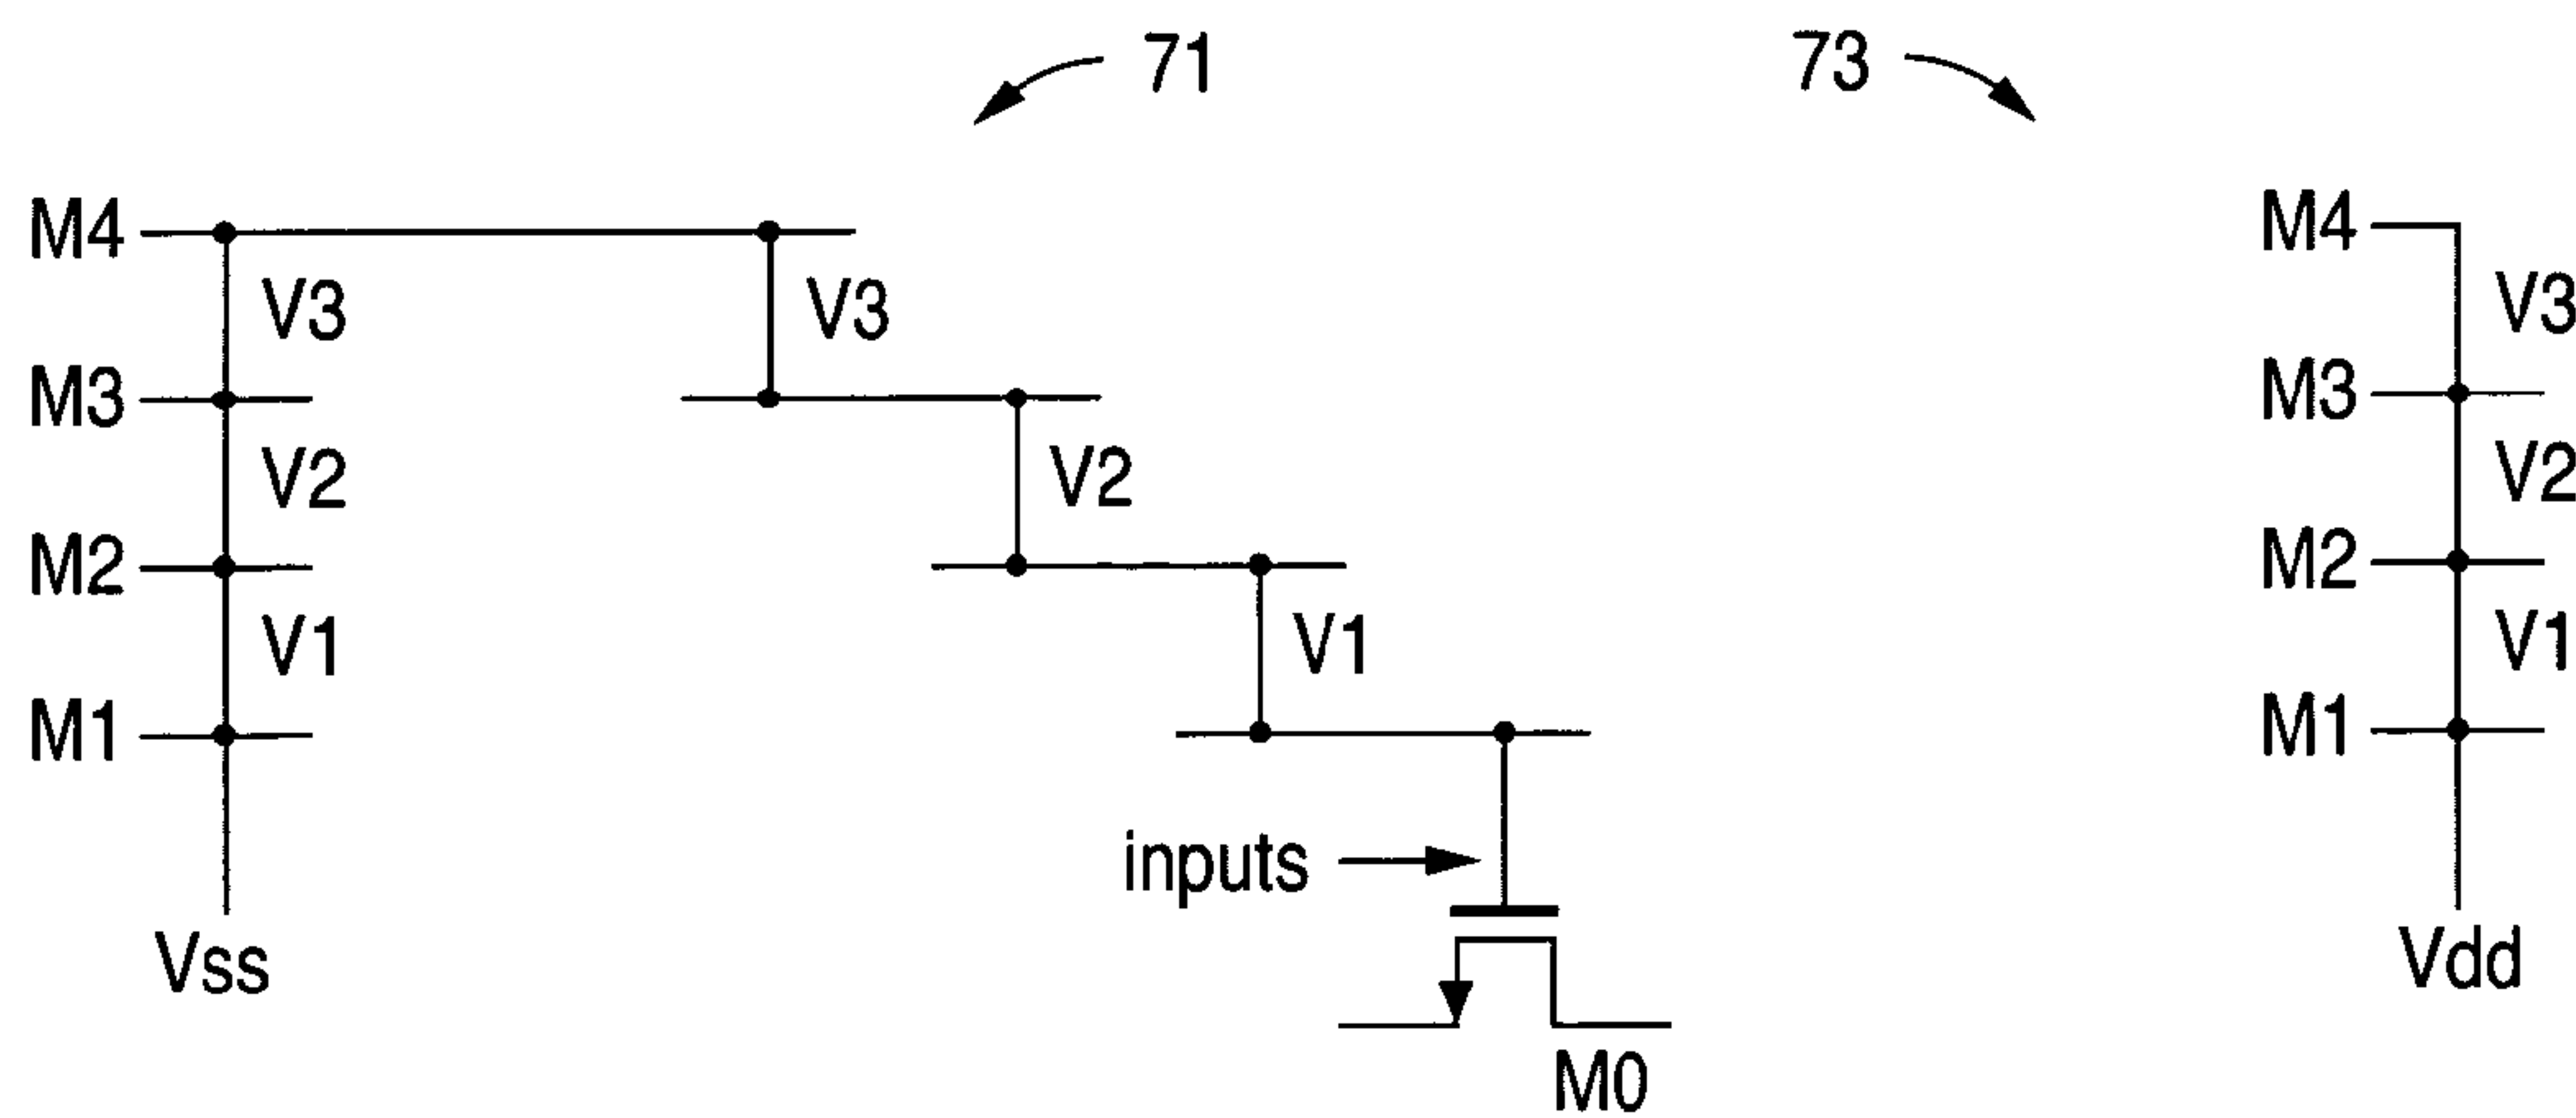 71 73
M4 M4
V3 V3 V3
M3 M3
V2 V2 V2
M2 M2
V1 V1 V1
M1 M1
inputs
Vss Vdd
M0